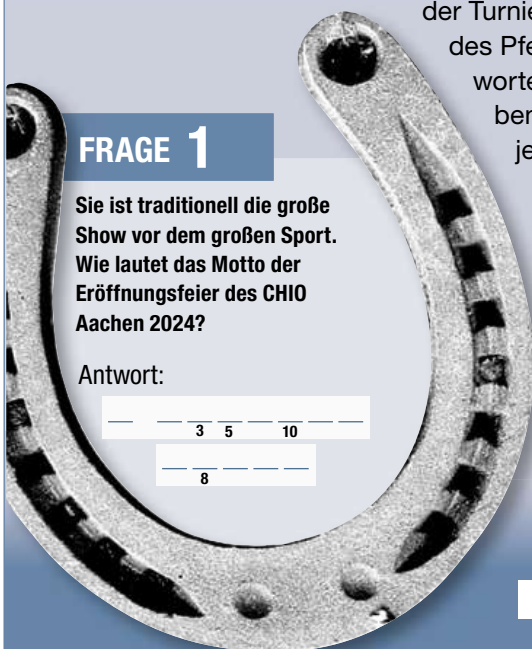 der Turnie
des Pfe
worte
ber
je
FRAGE 1
Sie ist traditionell die große
Show vor dem großen Sport.
Wie lautet das Motto der
Eröffnungsfeier des CHIO
Aachen 2024?
Antwort:
_ _ _ _ _ _ _ _
3 5 10
_ _ _ _ _
8